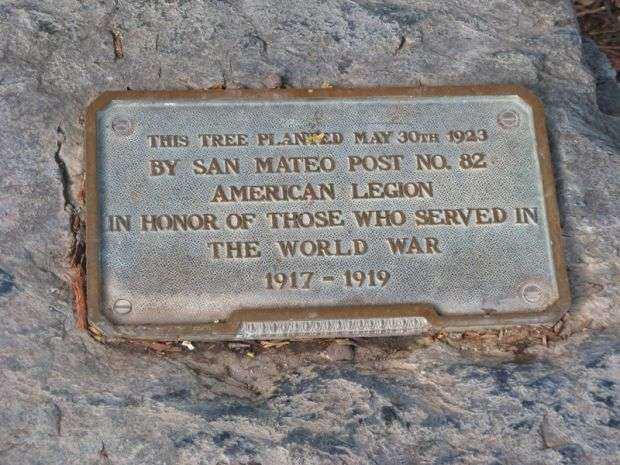 THIS TREE PLANTED MAY 30TH 1923
BY SAN MATEO POST NO. 82
AMERICAN LEGION
IN HONOR OF THOSE WHO SERVED IN
THE WORLD WAR
1917 - 1919